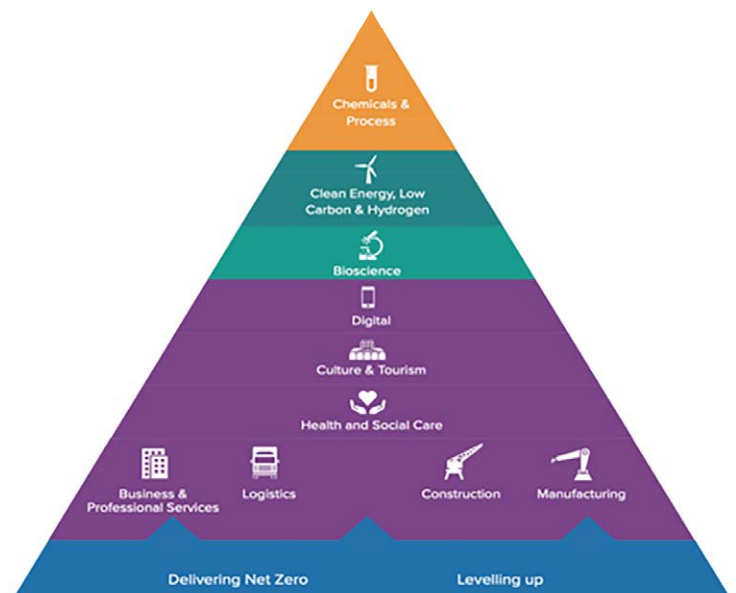 Chemicals &
Process
Clean Energy, Low
Carbon & Hydrogen
Bioscience
Digital
Culture & Tourism
Health and Social Care
Business &
Professional Services
Logistics
Construction
Manufacturing
Delivering Net Zero
Levelling up